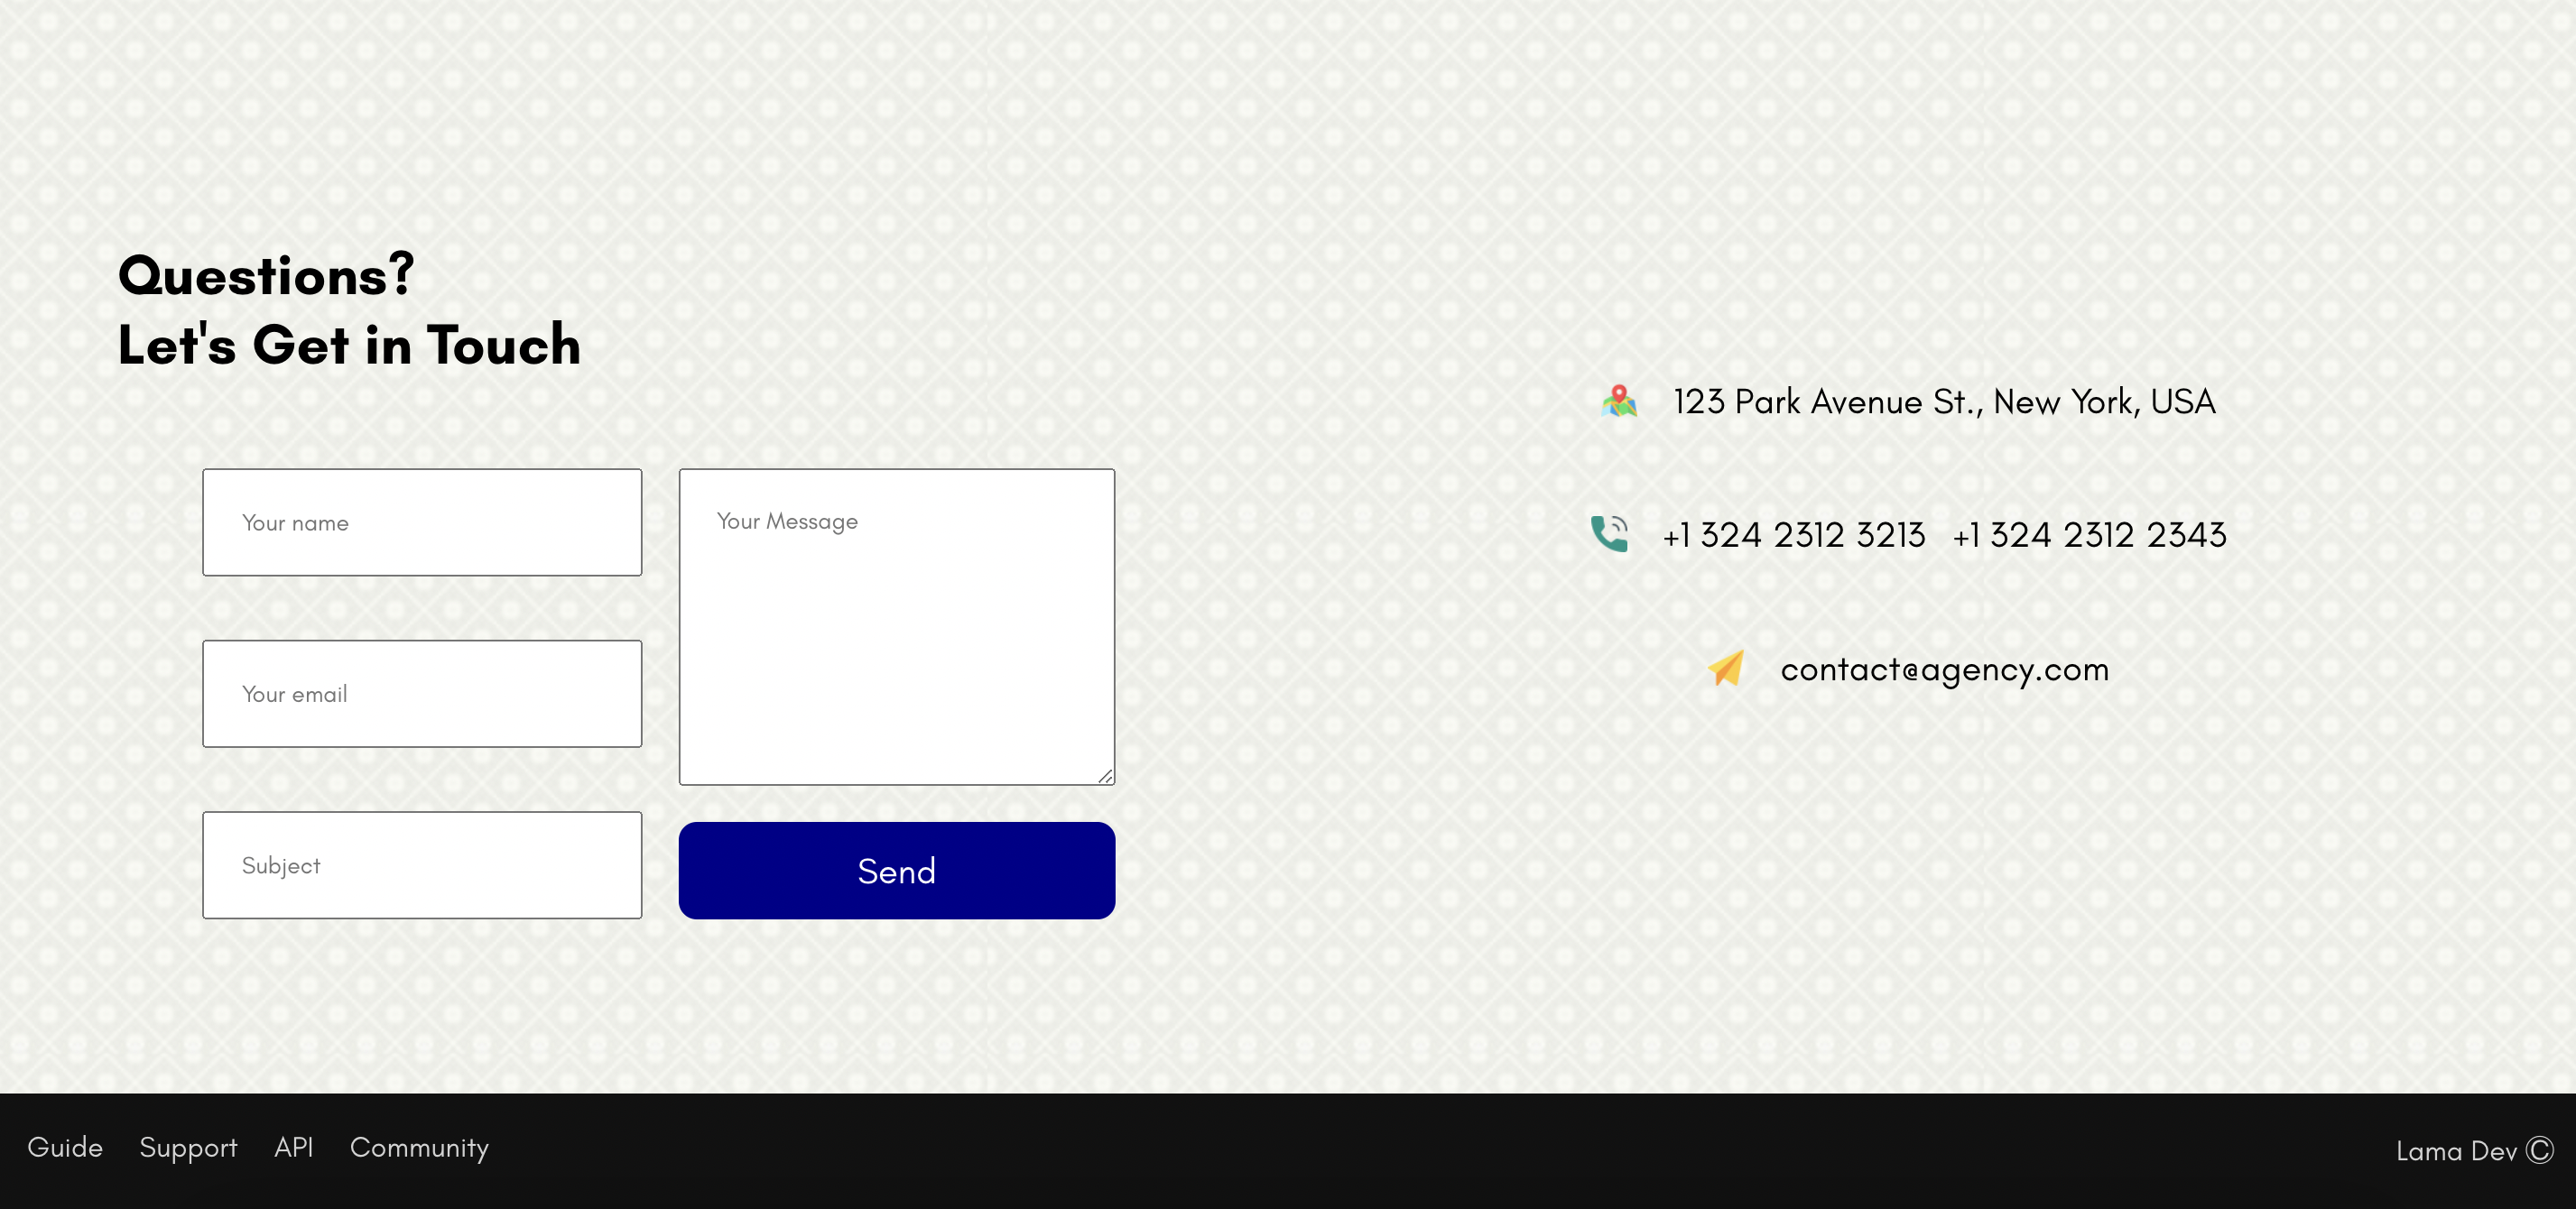 Questions?
Let's Get in Touch
Your name
Your email
Subject
Your Message
Send
123 Park Avenue St., New York, USA
+1 324 2312 3213 +1 324 2312 2343
contact@agency.com
Guide Support API Community
Lama Dev ©